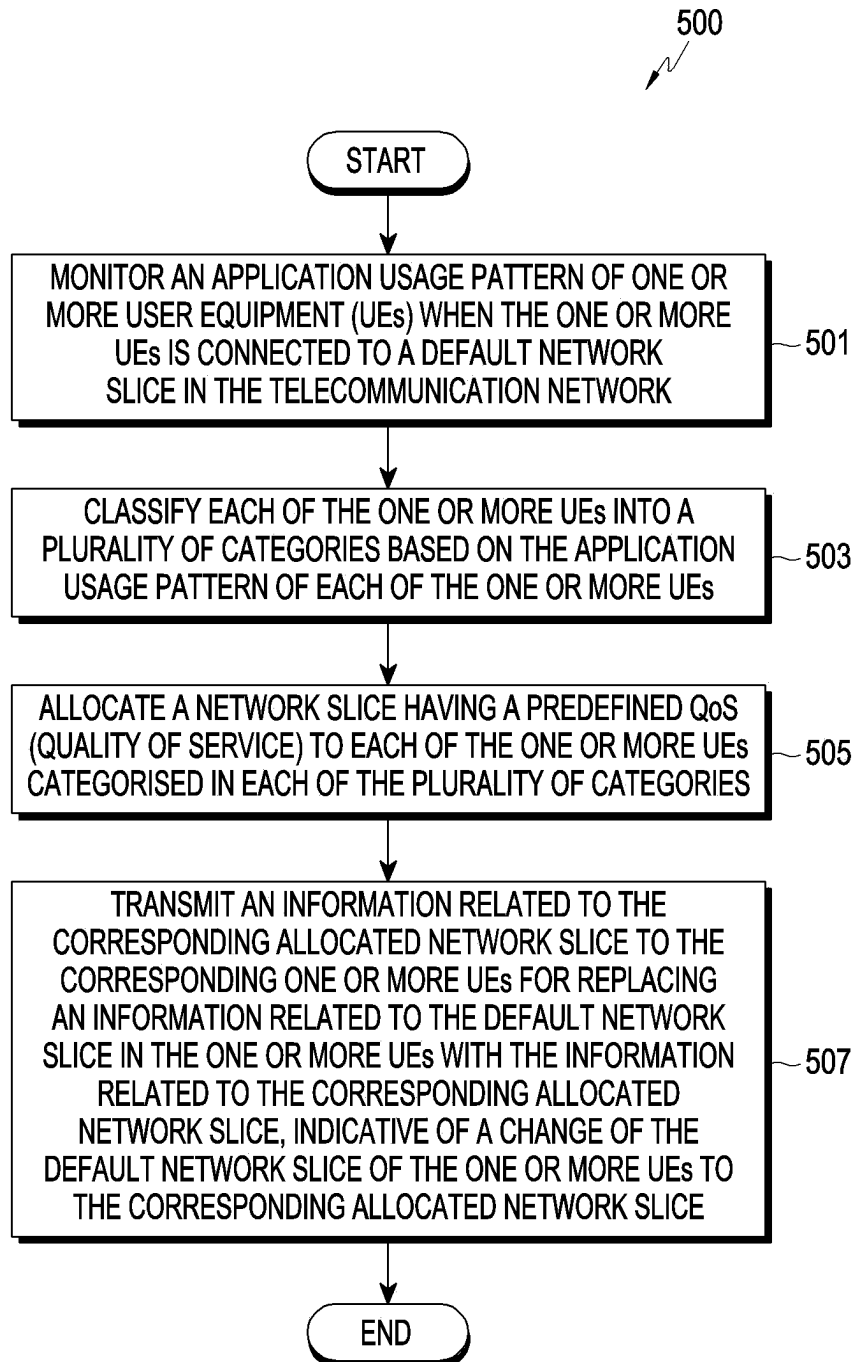 500
START
MONITOR AN APPLICATION USAGE PATTERN OF ONE OR
MORE USER EQUIPMENT (UEs) WHEN THE ONE OR MORE
UEs IS CONNECTED TO A DEFAULT NETWORK
SLICE IN THE TELECOMMUNICATION NETWORK
501
CLASSIFY EACH OF THE ONE OR MORE UEs INTO A
PLURALITY OF CATEGORIES BASED ON THE APPLICATION
USAGE PATTERN OF EACH OF THE ONE OR MORE UEs
503
ALLOCATE A NETWORK SLICE HAVING A PREDEFINED QoS
(QUALITY OF SERVICE) TO EACH OF THE ONE OR MORE UEs
CATEGORISED IN EACH OF THE PLURALITY OF CATEGORIES
505
TRANSMIT AN INFORMATION RELATED TO THE
CORRESPONDING ALLOCATED NETWORK SLICE TO THE
CORRESPONDING ONE OR MORE UEs FOR REPLACING
AN INFORMATION RELATED TO THE DEFAULT NETWORK
SLICE IN THE ONE OR MORE UEs WITH THE INFORMATION
RELATED TO THE CORRESPONDING ALLOCATED
NETWORK SLICE, INDICATIVE OF A CHANGE OF THE
DEFAULT NETWORK SLICE OF THE ONE OR MORE UEs TO
THE CORRESPONDING ALLOCATED NETWORK SLICE
507
END